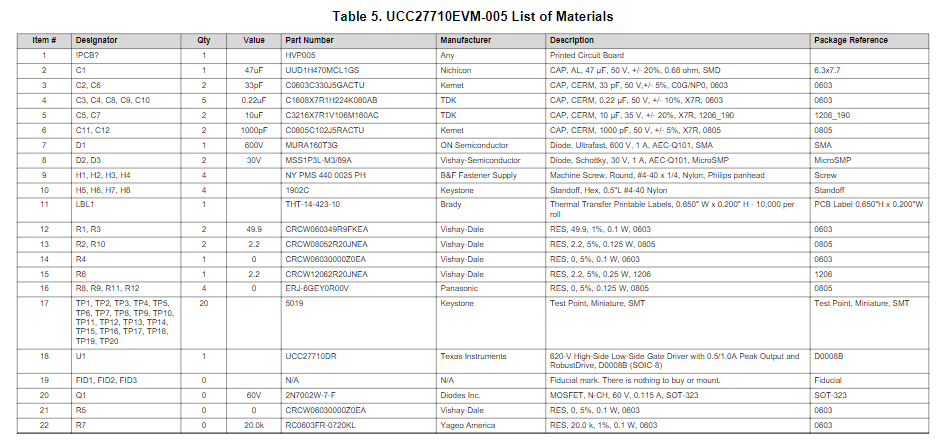 Table 5. UCC27710EVM-005 List of Materials
Item # Designator Qty Value Part Number Manufacturer Description Package Reference
1 !PCB? 1 HVP005 Any Printed Circuit Board
2 C1 1 47uF UUD1H470MCL1GS Nichicon CAP, AL, 47 µF, 50 V, +/- 20%, 0.68 ohm, SMD 6.3x7.7
3 C2, C6 2 33pF C0603C330J5GACTU Kemet CAP, CERM, 33 pF, 50 V,+/- 5%, C0G/NP0, 0603 0603
4 C3, C4, C8, C9, C10 5 0.22uF C1608X7R1H224K080AB TDK CAP, CERM, 0.22 µF, 50 V, +/- 10%, X7R, 0603 0603
5 C5, C7 2 10uF C3216X7R1V106M160AC TDK CAP, CERM, 10 µF, 35 V, +/- 20%, X7R, 1206_190 1206_190
6 C11, C12 2 1000pF C0805C102J5RACTU Kemet CAP, CERM, 1000 pF, 50 V, +/- 5%, X7R, 0805 0805
7 D1 1 600V MURA160T3G ON Semiconductor Diode, Ultrafast, 600 V, 1 A, AEC-Q101, SMA SMA
8 D2, D3 2 30V MSS1P3L-M3/89A Vishay-Semiconductor Diode, Schottky, 30 V, 1 A, AEC-Q101, MicroSMP MicroSMP
9 H1, H2, H3, H4 4 NY PMS 440 0025 PH B&F Fastener Supply Machine Screw, Round, #4-40 x 1/4, Nylon, Philips panhead Screw
10 H5, H6, H7, H8 4 1902C Keystone Standoff, Hex, 0.5"L #4-40 Nylon Standoff
11 LBL1 1 THT-14-423-10 Brady Thermal Transfer Printable Labels, 0.650" W x 0.200" H - 10,000 per PCB Label 0.650"H x 0.200"W
roll
12 R1, R3 2 49.9 CRCW060349R9FKEA Vishay-Dale RES, 49.9, 1%, 0.1 W, 0603 0603
13 R2, R10 2 2.2 CRCW08052R20JNEA Vishay-Dale RES, 2.2, 5%, 0.125 W, 0805 0805
14 R4 1 0 CRCW06030000Z0EA Vishay-Dale RES, 0, 5%, 0.1 W, 0603 0603
15 R6 1 2.2 CRCW12062R20JNEA Vishay-Dale RES, 2.2, 5%, 0.25 W, 1206 1206
16 R8, R9, R11, R12 4 0 ERJ-6GEY0R00V Panasonic RES, 0, 5%, 0.125 W, 0805 0805
17 TP1, TP2, TP3, TP4, TP5, 20 5019 Keystone Test Point, Miniature, SMT Test Point, Miniature, SMT
TP6, TP7, TP8, TP9, TP10,
TP11, TP12, TP13, TP14,
TP15, TP16, TP17, TP18,
TP19, TP20
18 U1 1 UCC27710DR Texas Instruments 620-V High-Side Low-Side Gate Driver with 0.5/1.0A Peak Output and D0008B
RobustDrive, D0008B (SOIC-8)
19 FID1, FID2, FID3 0 N/A N/A Fiducial mark. There is nothing to buy or mount. Fiducial
20 Q1 0 60V 2N7002W-7-F Diodes Inc. MOSFET, N-CH, 60 V, 0.115 A, SOT-323 SOT-323
21 R5 0 0 CRCW06030000Z0EA Vishay-Dale RES, 0, 5%, 0.1 W, 0603 0603
22 R7 0 20.0k RC0603FR-0720KL Yageo America RES, 20.0 k, 1%, 0.1 W, 0603 0603